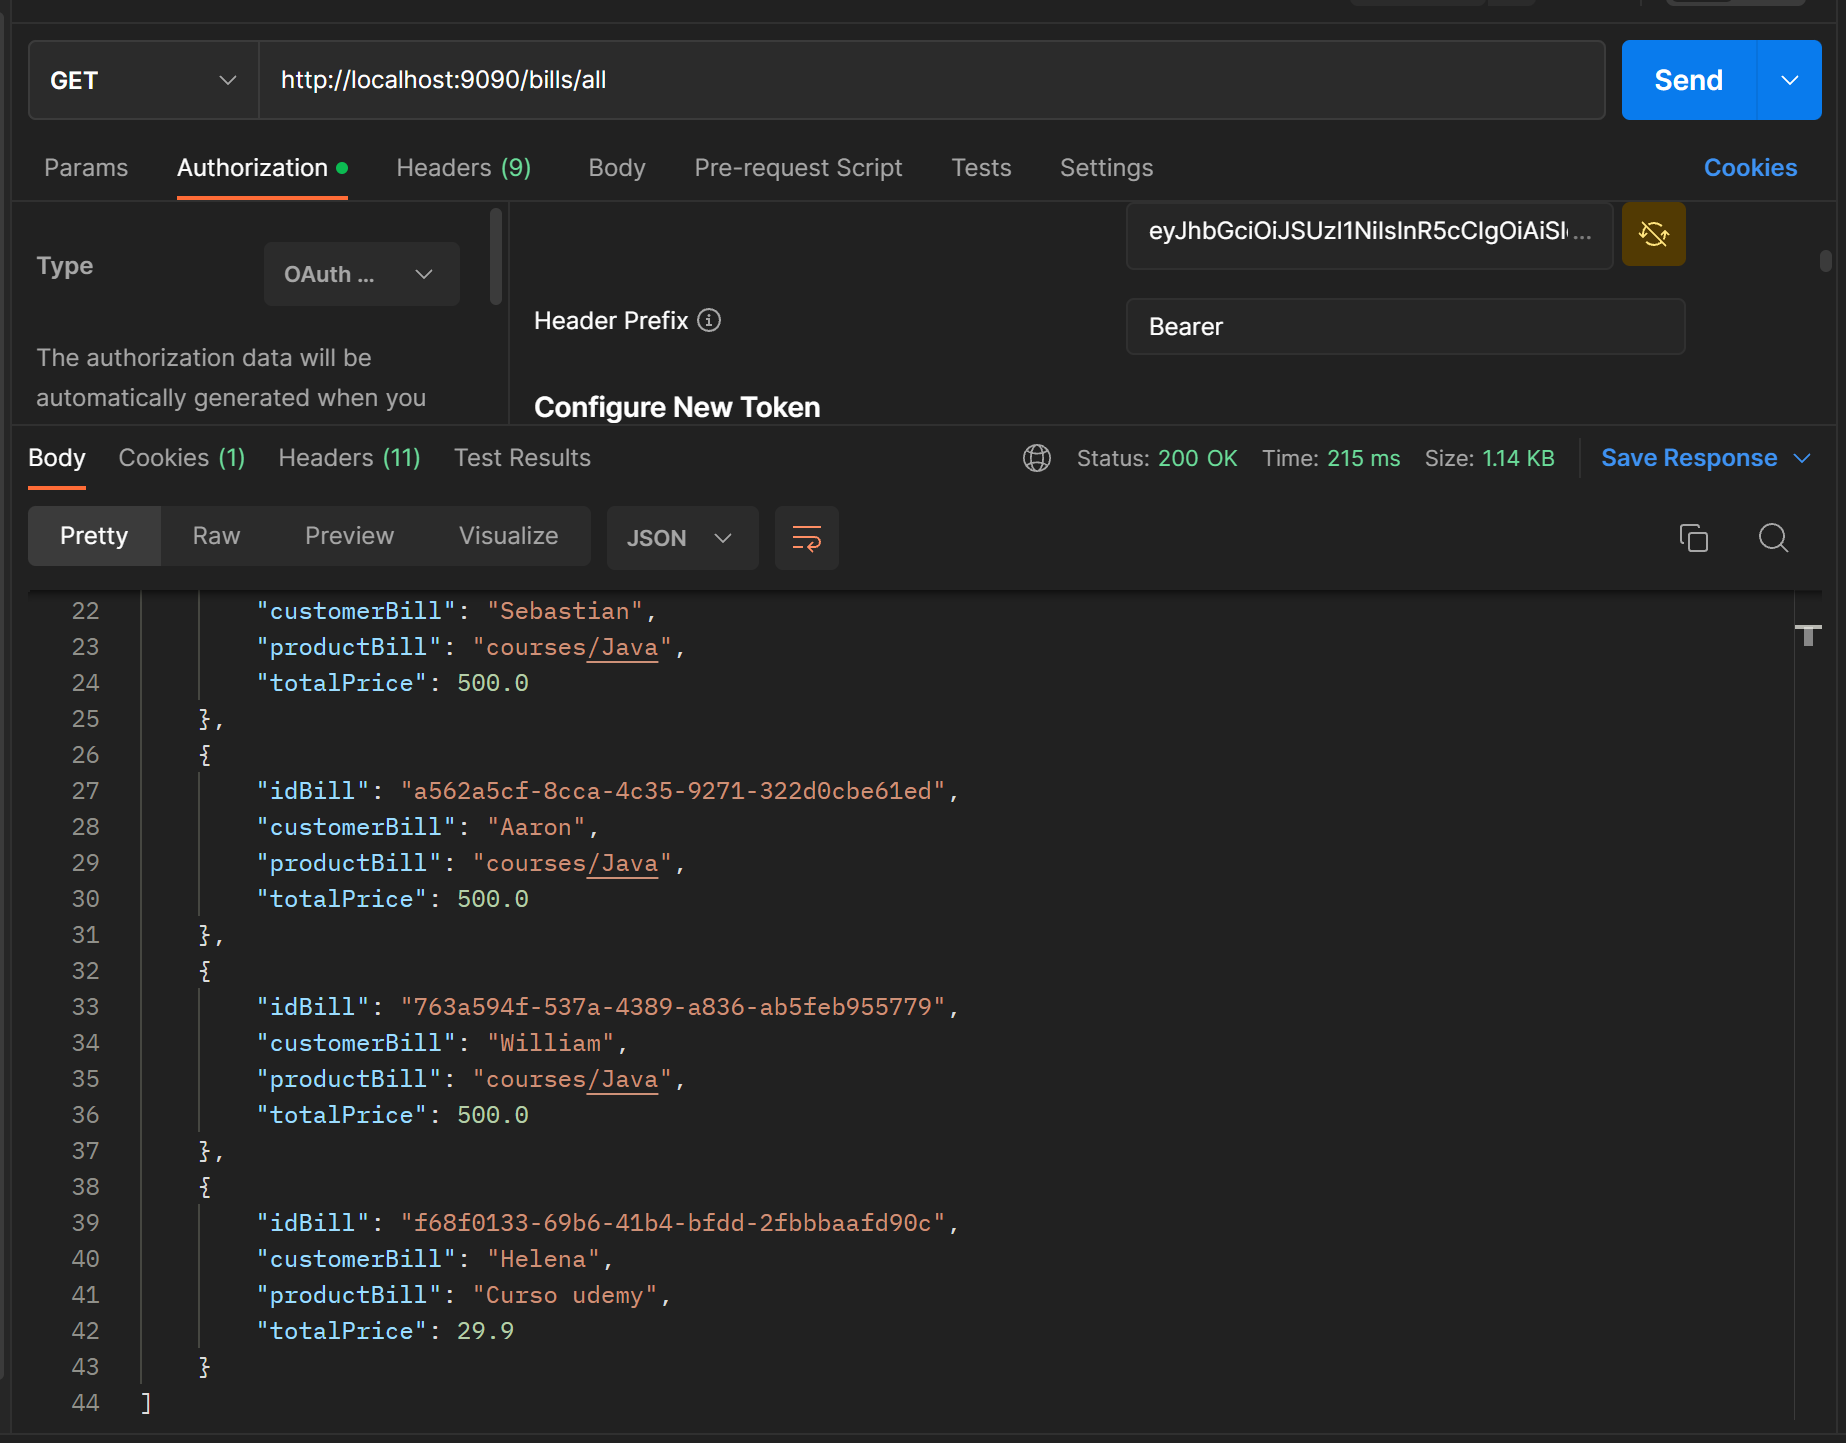 GET http://localhost:9090/bills/all Send
Params Authorization Headers (9) Body Pre-request Script Tests Settings Cookies
Type OAuth ...
The authorization data will be
automatically generated when you
Header Prefix Bearer
Configure New Token
Body Cookies (1) Headers (11) Test Results Status: 200 OK Time: 215 ms Size: 1.14 KB Save Response
Pretty Raw Preview Visualize JSON
22 "customerBill": "Sebastian",
23 "productBill": "courses/Java",
24 "totalPrice": 500.0
25 },
26 {
27 "idBill": "a562a5cf-8cca-4c35-9271-322d0cbe61ed",
28 "customerBill": "Aaron",
29 "productBill": "courses/Java",
30 "totalPrice": 500.0
31 },
32 {
33 "idBill": "763a594f-537a-4389-a836-ab5feb955779",
34 "customerBill": "William",
35 "productBill": "courses/Java",
36 "totalPrice": 500.0
37 },
38 {
39 "idBill": "f68f0133-69b6-41b4-bfdd-2fbbbaafd90c",
40 "customerBill": "Helena",
41 "productBill": "Curso udemy",
42 "totalPrice": 29.9
43 }
44 ]